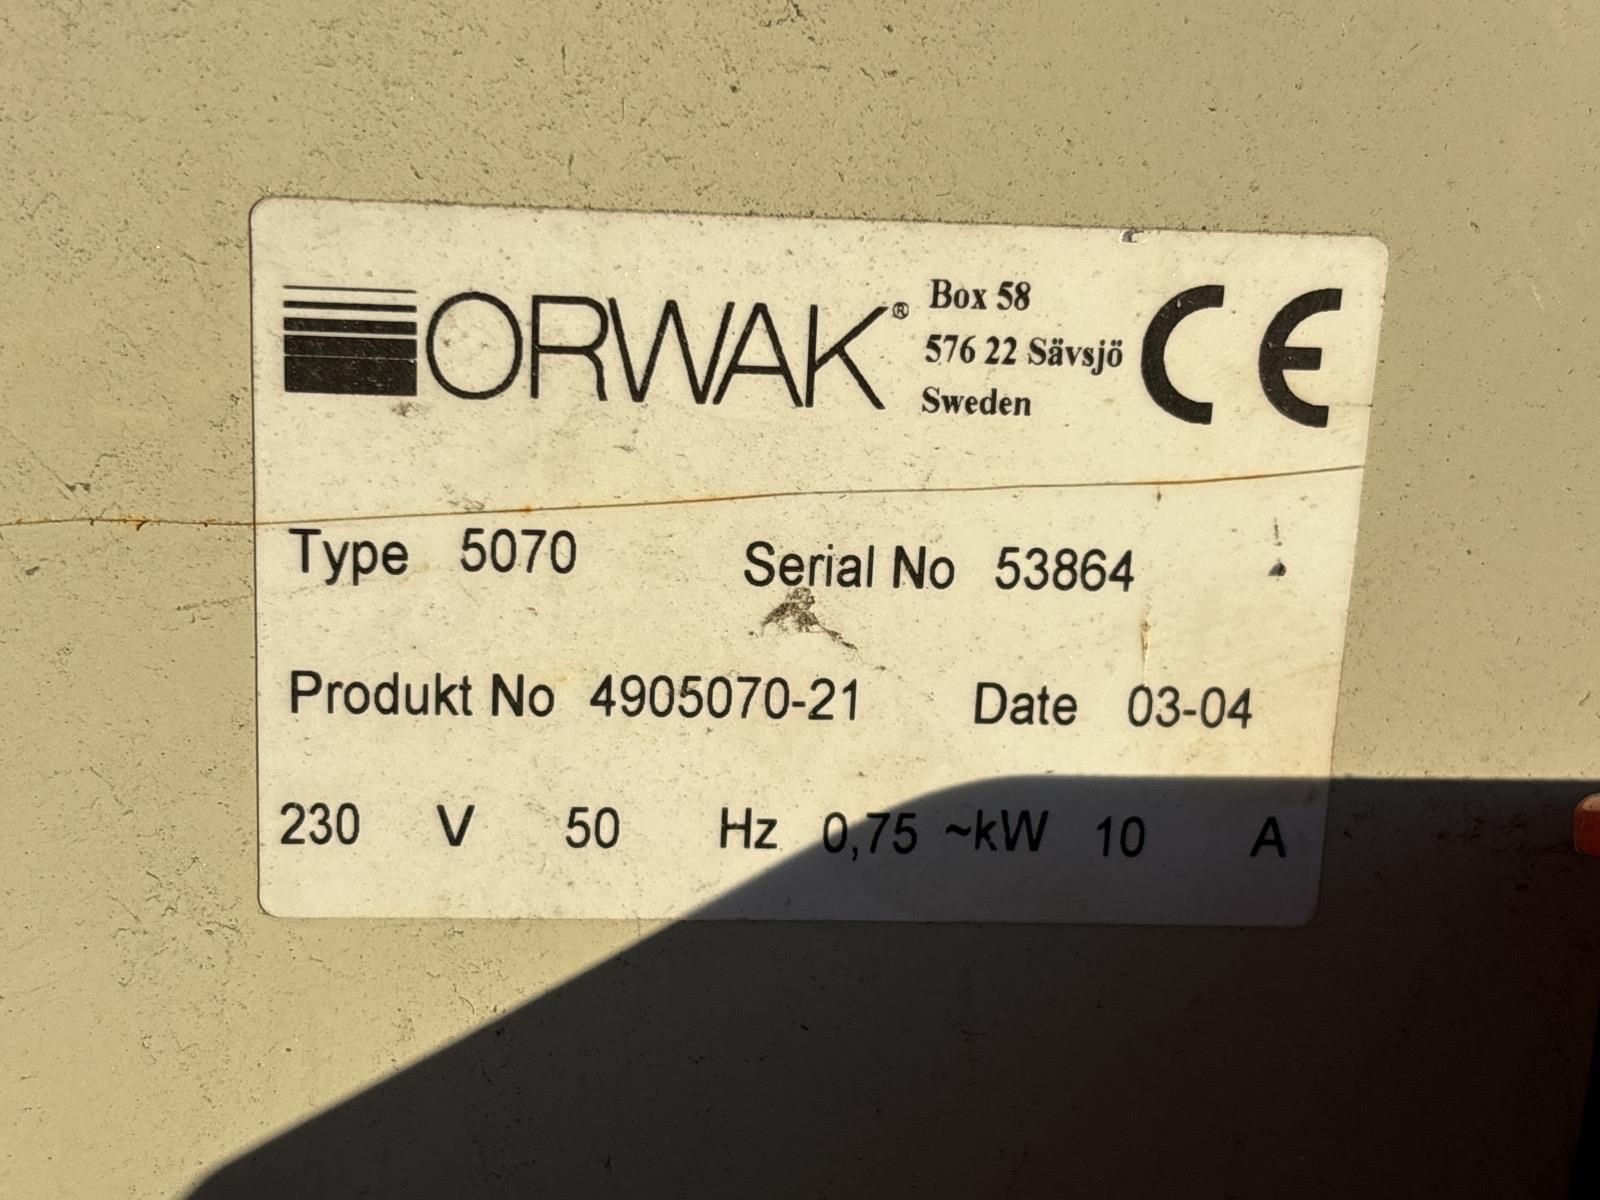 ORWAK®
Box 58
576 22 Sävsjö
Sweden
CE
Type 5070 Serial No 53864
Produkt No 4905070-21 Date 03-04
230 V 50 Hz 0,75 ~kW 10 A